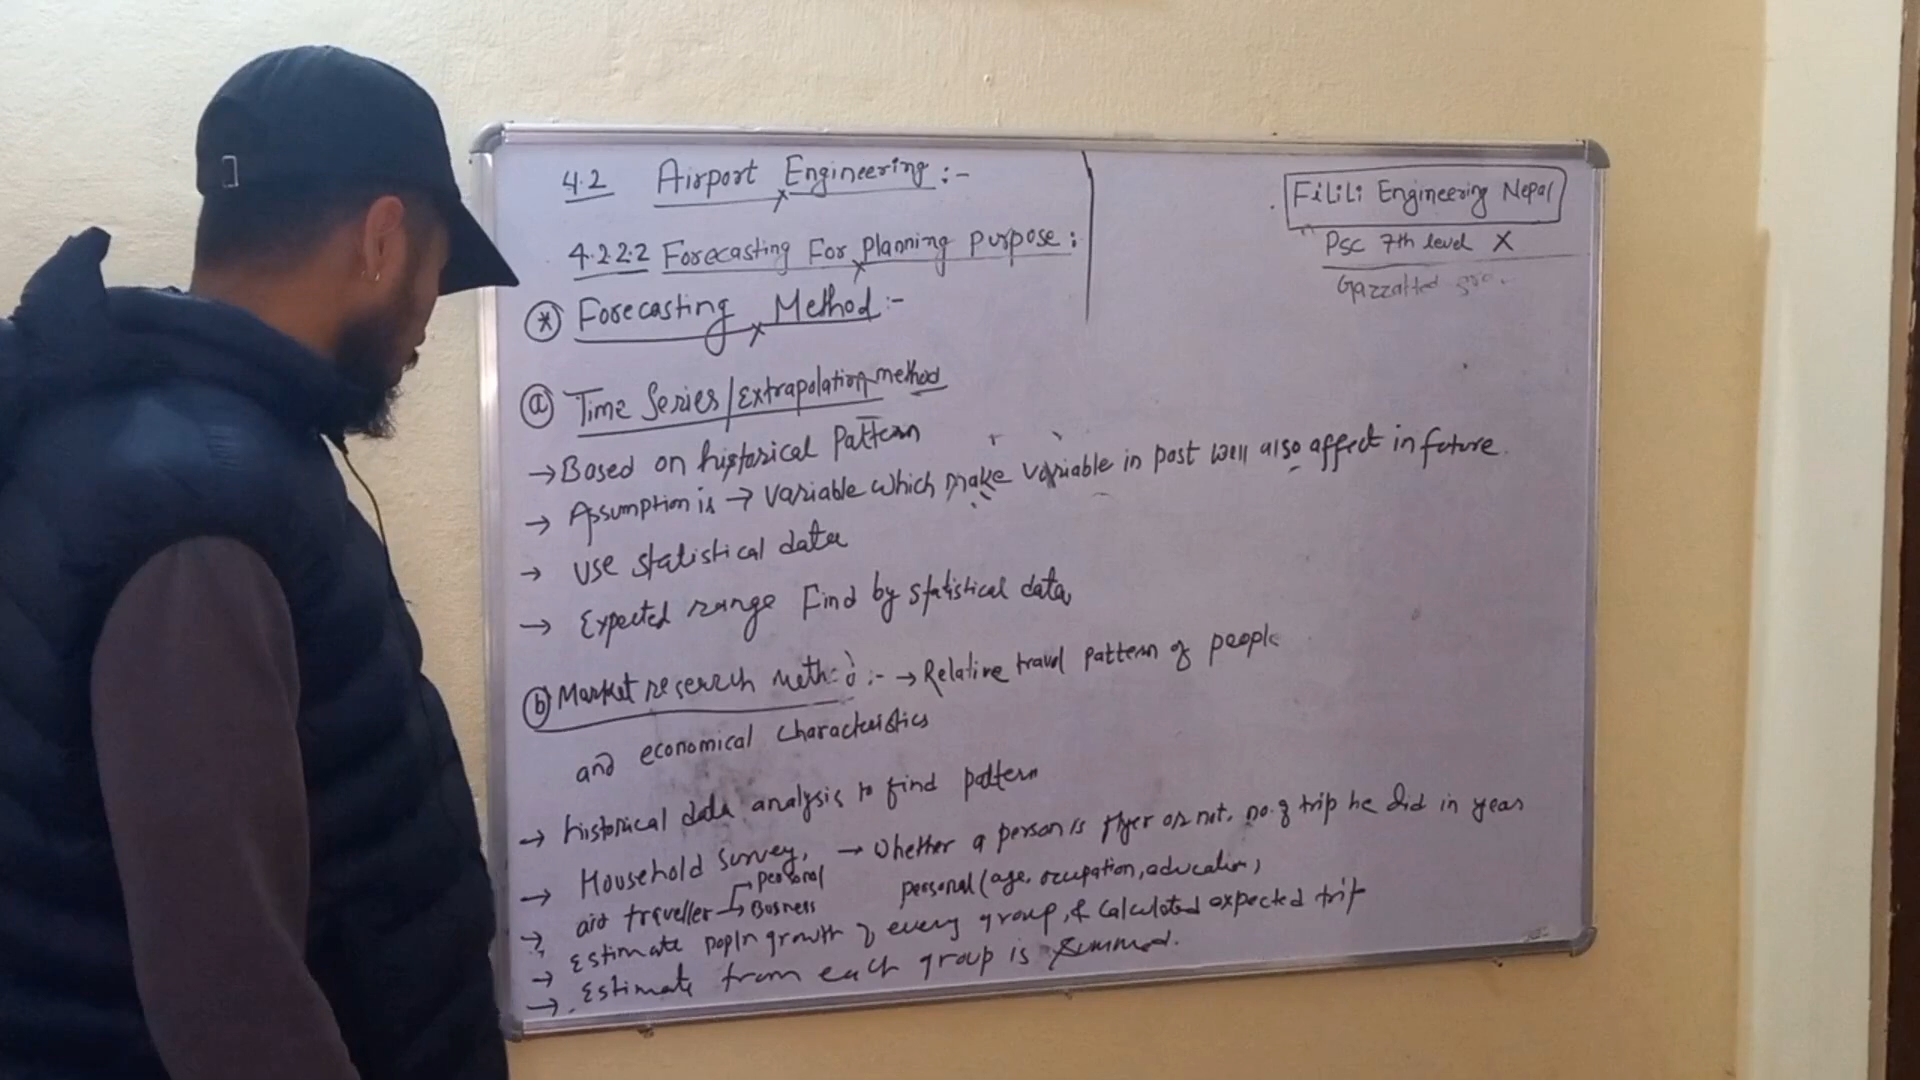 4.2 Airport Engineering :-
4.2.2.2 Forecasting For Planning Purpose :
* Forecasting Method :-
a Time Series / Extrapolation method
→ Based on historical Pattern
→ Assumption is → Variable which make variable in past will also affect in future.
→ Use statistical data
→ Expected range Find by statistical data
b Market research Method :- → Relative travel pattern of people
and economical characteristics
→ historical data analysis to find pattern
→ Household Survey, → Whether a person is flyer or not, no. of trip he did in year
personal (age, occupation, education)
→ air traveller → Personal
→ Busness
→ Estimate popln growth of every group, & calculated expected trip
→ Estimate from each group is summed.
FiLiLi Engineering Nepal
PSC 7th level X
Gazzatted